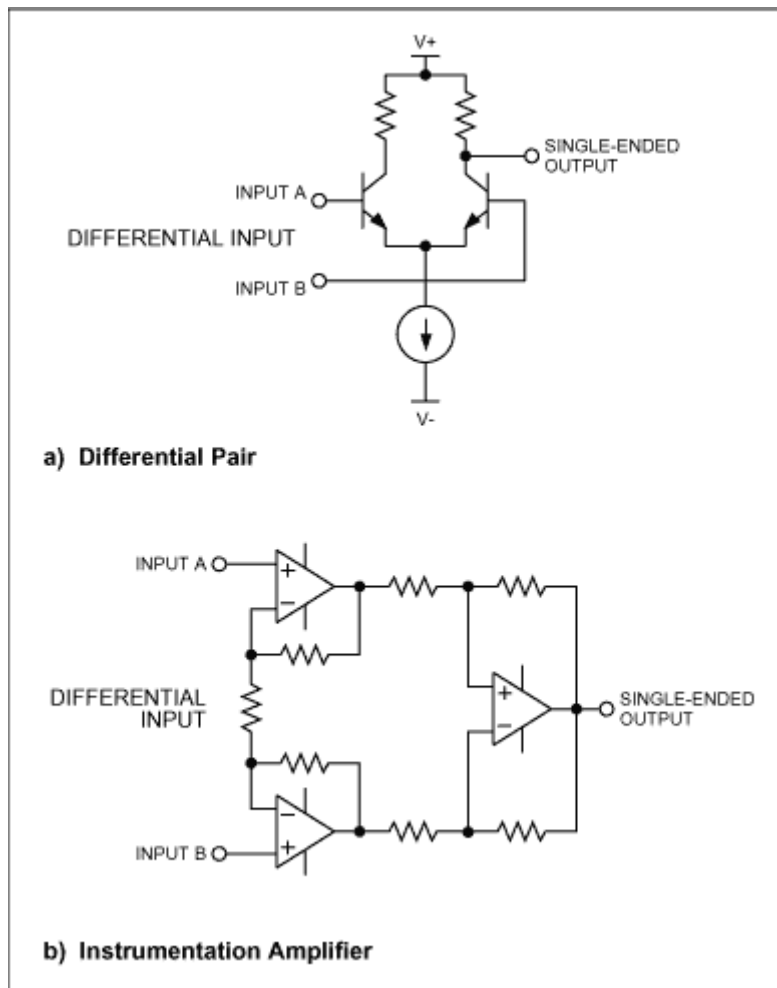 V+
SINGLE-ENDED
OUTPUT
INPUT A
DIFFERENTIAL INPUT
INPUT B
V-
a) Differential Pair
INPUT A
+
−
DIFFERENTIAL
INPUT
+
−
SINGLE-ENDED
OUTPUT
−
+
INPUT B
b) Instrumentation Amplifier